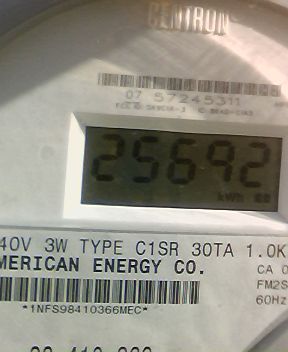 CENTRON
07 57245311
25692
kWh
40V 3W TYPE C1SR 30TA 1.0K
MERICAN ENERGY CO.
CA 0
FM2S
60Hz
*1NFS98410366MEC*